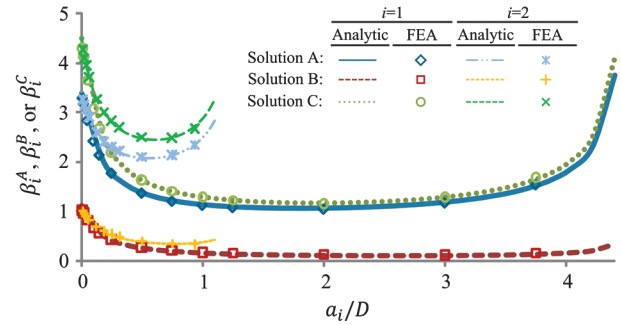 i=1 i=2
Analytic FEA Analytic FEA
Solution A:
Solution B:
Solution C:
β_i^A, β_i^B, or β_i^C
5
4
3
2
1
0
0 1 2 3 4
a_i/D